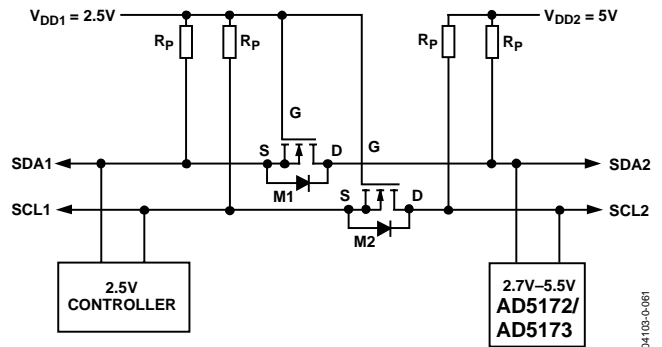 VDD1 = 2.5V
VDD2 = 5V
RP
RP
RP
RP
G
G
S
D
SDA1
SDA2
M1
S
D
SCL1
SCL2
M2
2.5V
CONTROLLER
2.7V–5.5V
AD5172/
AD5173
04103-0-061